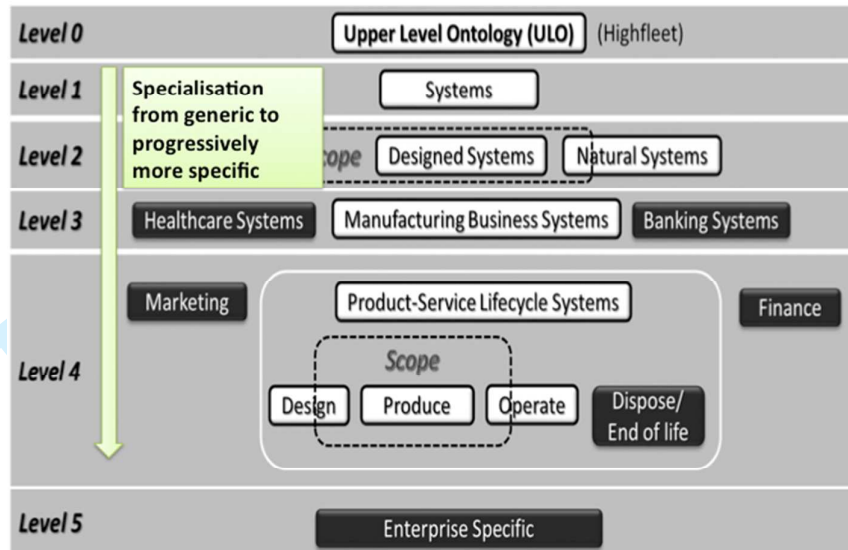 Level 0
Upper Level Ontology (ULO) (Highfleet)
Level 1
Specialisation
from generic to
progressively
more specific
Systems
Level 2
cope
Designed Systems
Natural Systems
Level 3
Healthcare Systems
Manufacturing Business Systems
Banking Systems
Level 4
Marketing
Product-Service Lifecycle Systems
Finance
Scope
Design
Produce
Operate
Dispose/
End of life
Level 5
Enterprise Specific